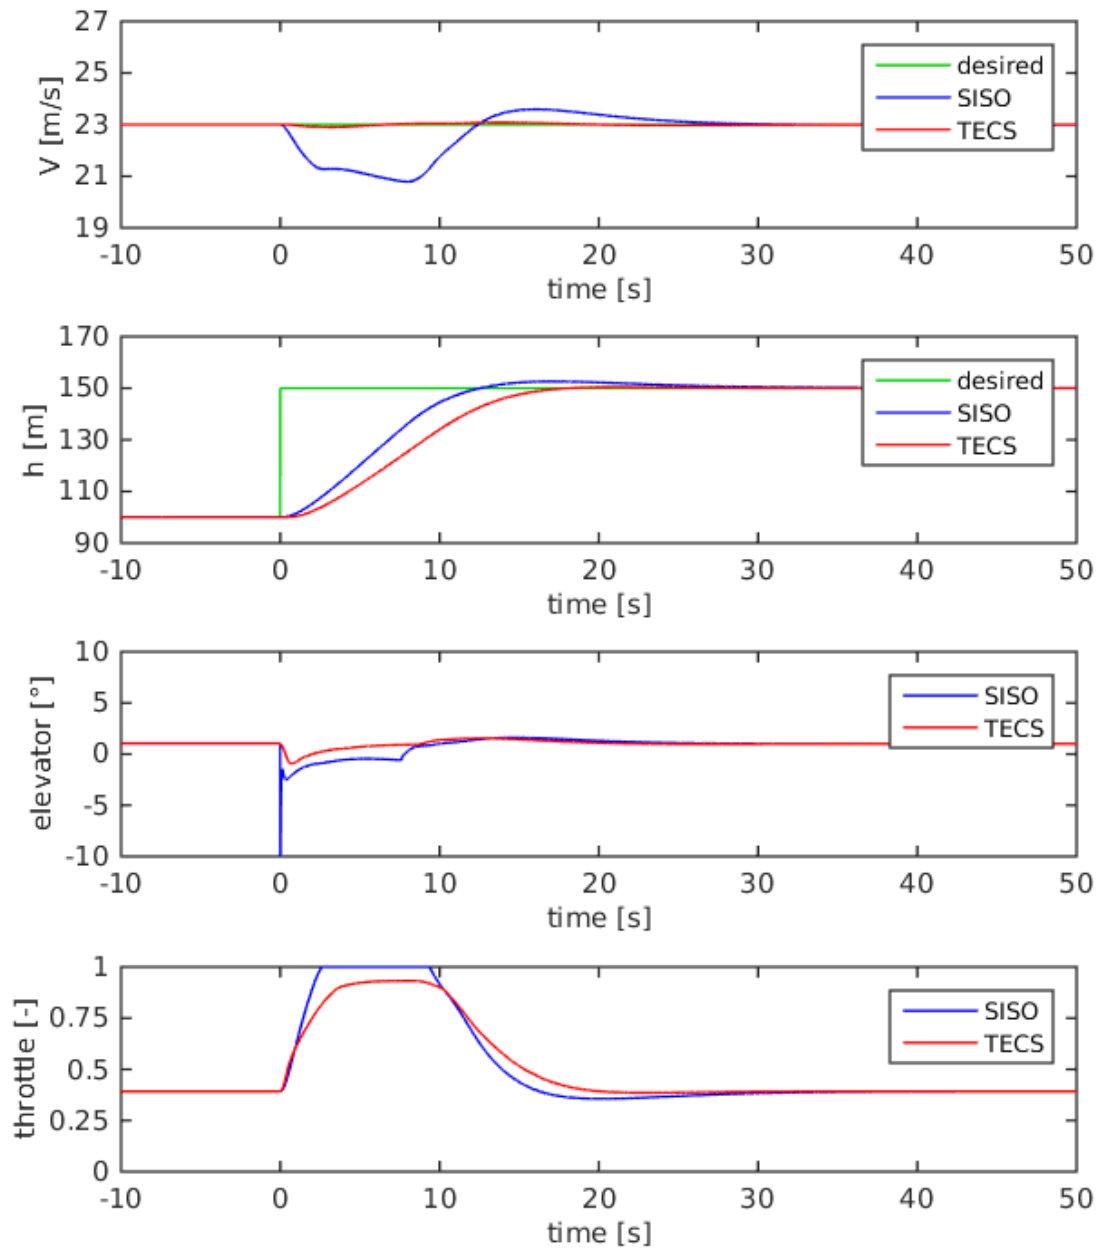 27
25
23
21
19
V [m/s]
desired
SISO
TECS
-10 0 10 20 30 40 50
time [s]
170
150
130
110
90
h [m]
desired
SISO
TECS
-10 0 10 20 30 40 50
time [s]
10
5
0
-5
-10
elevator [°]
SISO
TECS
-10 0 10 20 30 40 50
time [s]
1
0.75
0.5
0.25
0
throttle [-]
SISO
TECS
-10 0 10 20 30 40 50
time [s]